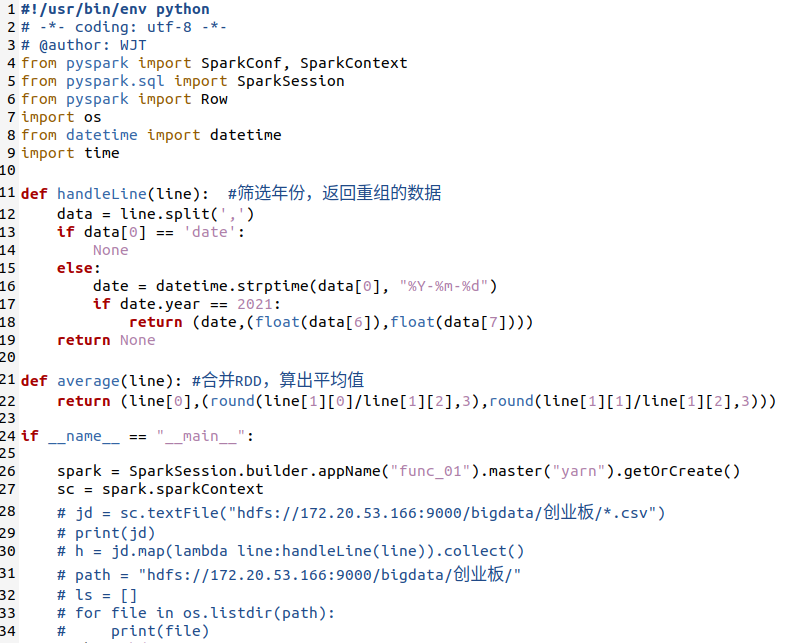 1 #!/usr/bin/env python
2 # -*- coding: utf-8 -*-
3 # @author: WJT
4 from pyspark import SparkConf, SparkContext
5 from pyspark.sql import SparkSession
6 from pyspark import Row
7 import os
8 from datetime import datetime
9 import time
10
11 def handleLine(line):  #筛选年份，返回重组的数据
12     data = line.split(',')
13     if data[0] == 'date':
14         None
15     else:
16         date = datetime.strptime(data[0], "%Y-%m-%d")
17         if date.year == 2021:
18             return (date,(float(data[6]),float(data[7])))
19     return None
20
21 def average(line): #合并RDD，算出平均值
22     return (line[0],(round(line[1][0]/line[1][2],3),round(line[1][1]/line[1][2],3)))
23
24 if __name__ == "__main__":
25
26     spark = SparkSession.builder.appName("func_01").master("yarn").getOrCreate()
27     sc = spark.sparkContext
28     # jd = sc.textFile("hdfs://172.20.53.166:9000/bigdata/创业板/*.csv")
29     # print(jd)
30     # h = jd.map(lambda line:handleLine(line)).collect()
31     # path = "hdfs://172.20.53.166:9000/bigdata/创业板/"
32     # ls = []
33     # for file in os.listdir(path):
34     #     print(file)